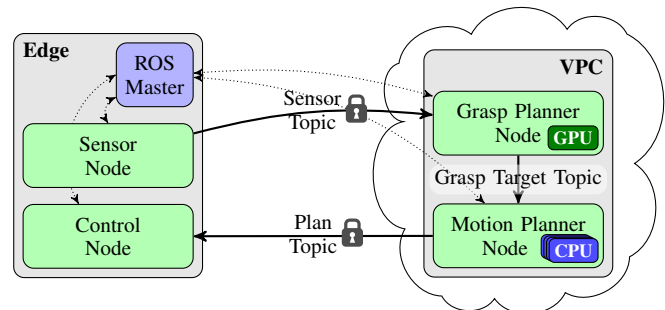 Edge
ROS
Master
Sensor
Node
Control
Node
Sensor
Topic
Plan
Topic
VPC
Grasp Planner
Node
GPU
Grasp Target Topic
Motion Planner
Node
CPU